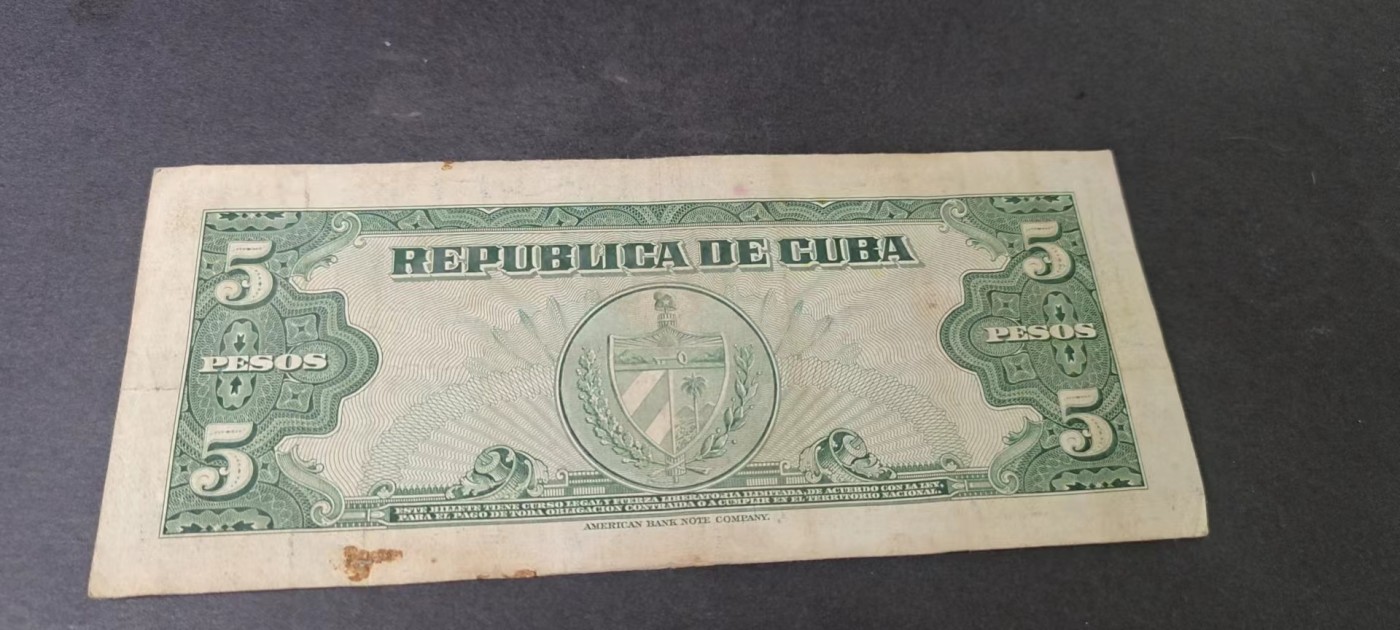 REPUBLICA DE CUBA
5
5
PESOS
PESOS
5
5
ESTE BILLETE TIENE CURSO LEGAL Y FUERZA LIBERATORIA ILIMITADA, DE ACUERDO CON LA LEY,
PARA EL PAGO DE TODA OBLIGACION CONTRAIDA O A CUMPLIR EN EL TERRITORIO NACIONAL.
AMERICAN BANK NOTE COMPANY.